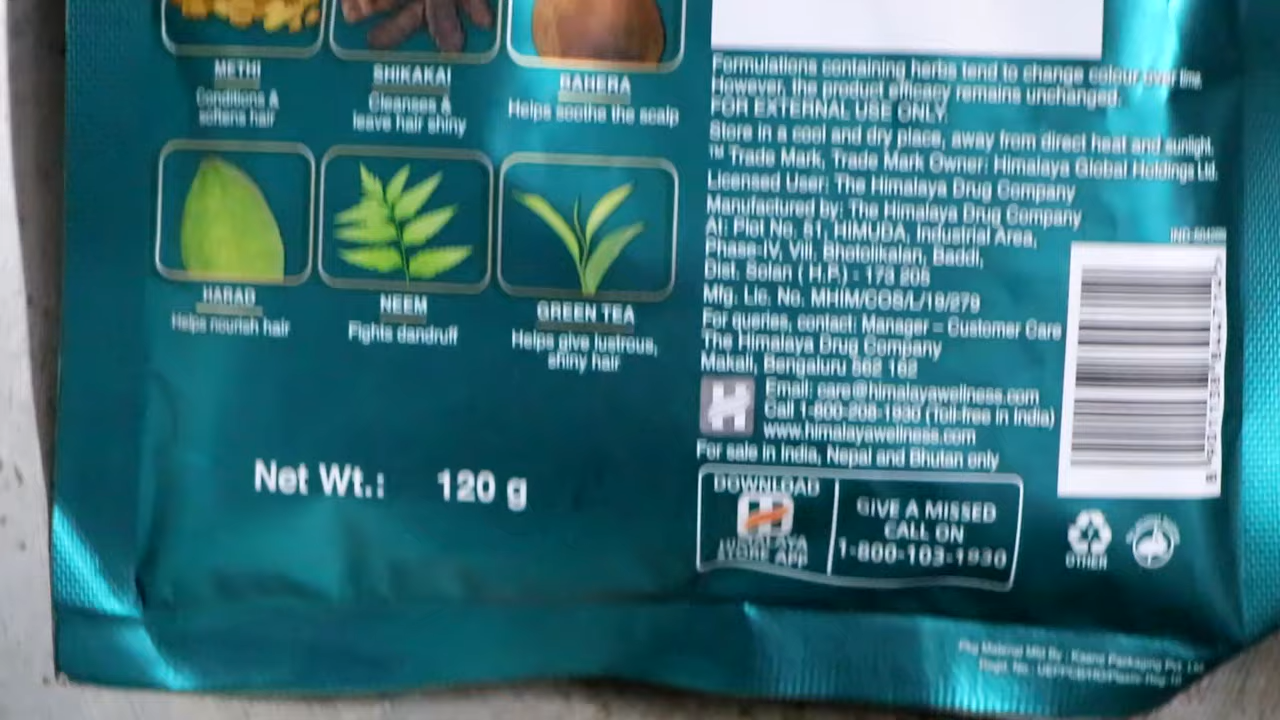 METHI
Conditions &
softens hair
SHIKAKAI
Cleanses &
leave hair shiny
BAHERA
Helps soothe the scalp
HARAD
Helps nourish hair
NEEM
Fights dandruff
GREEN TEA
Helps give lustrous,
shiny hair
Net Wt.: 120 g
Formulations containing herbs tend to change colour over
However, the product efficacy remains unchanged.
FOR EXTERNAL USE ONLY.
Store in a cool and dry place, away from direct heat and sunlight.
™ Trade Mark, Trade Mark Owner: Himalaya Global Holdings Ltd.
Licensed User: The Himalaya Drug Company
Manufactured by: The Himalaya Drug Company
At: Plot No. 51, HIMUDA, Industrial Area,
Phase-IV, Vill. Bhatolikalan, Baddi,
Dist. Solan (H.P.) - 173 205
Mfg. Lic. No. MHIM/COS/L/19/279
For queries, contact: Manager – Customer Care
The Himalaya Drug Company
Makali, Bengaluru 562 162
Email: care@himalayawellness.com
Call 1-800-208-1930 (Toll-free in India)
www.himalayawellness.com
For sale in India, Nepal and Bhutan only
DOWNLOAD
HIMALAYA
STORE APP
GIVE A MISSED
CALL ON
1-800-103-1930
OTHER
Pkg Material Mfd By : Packaging Pvt.